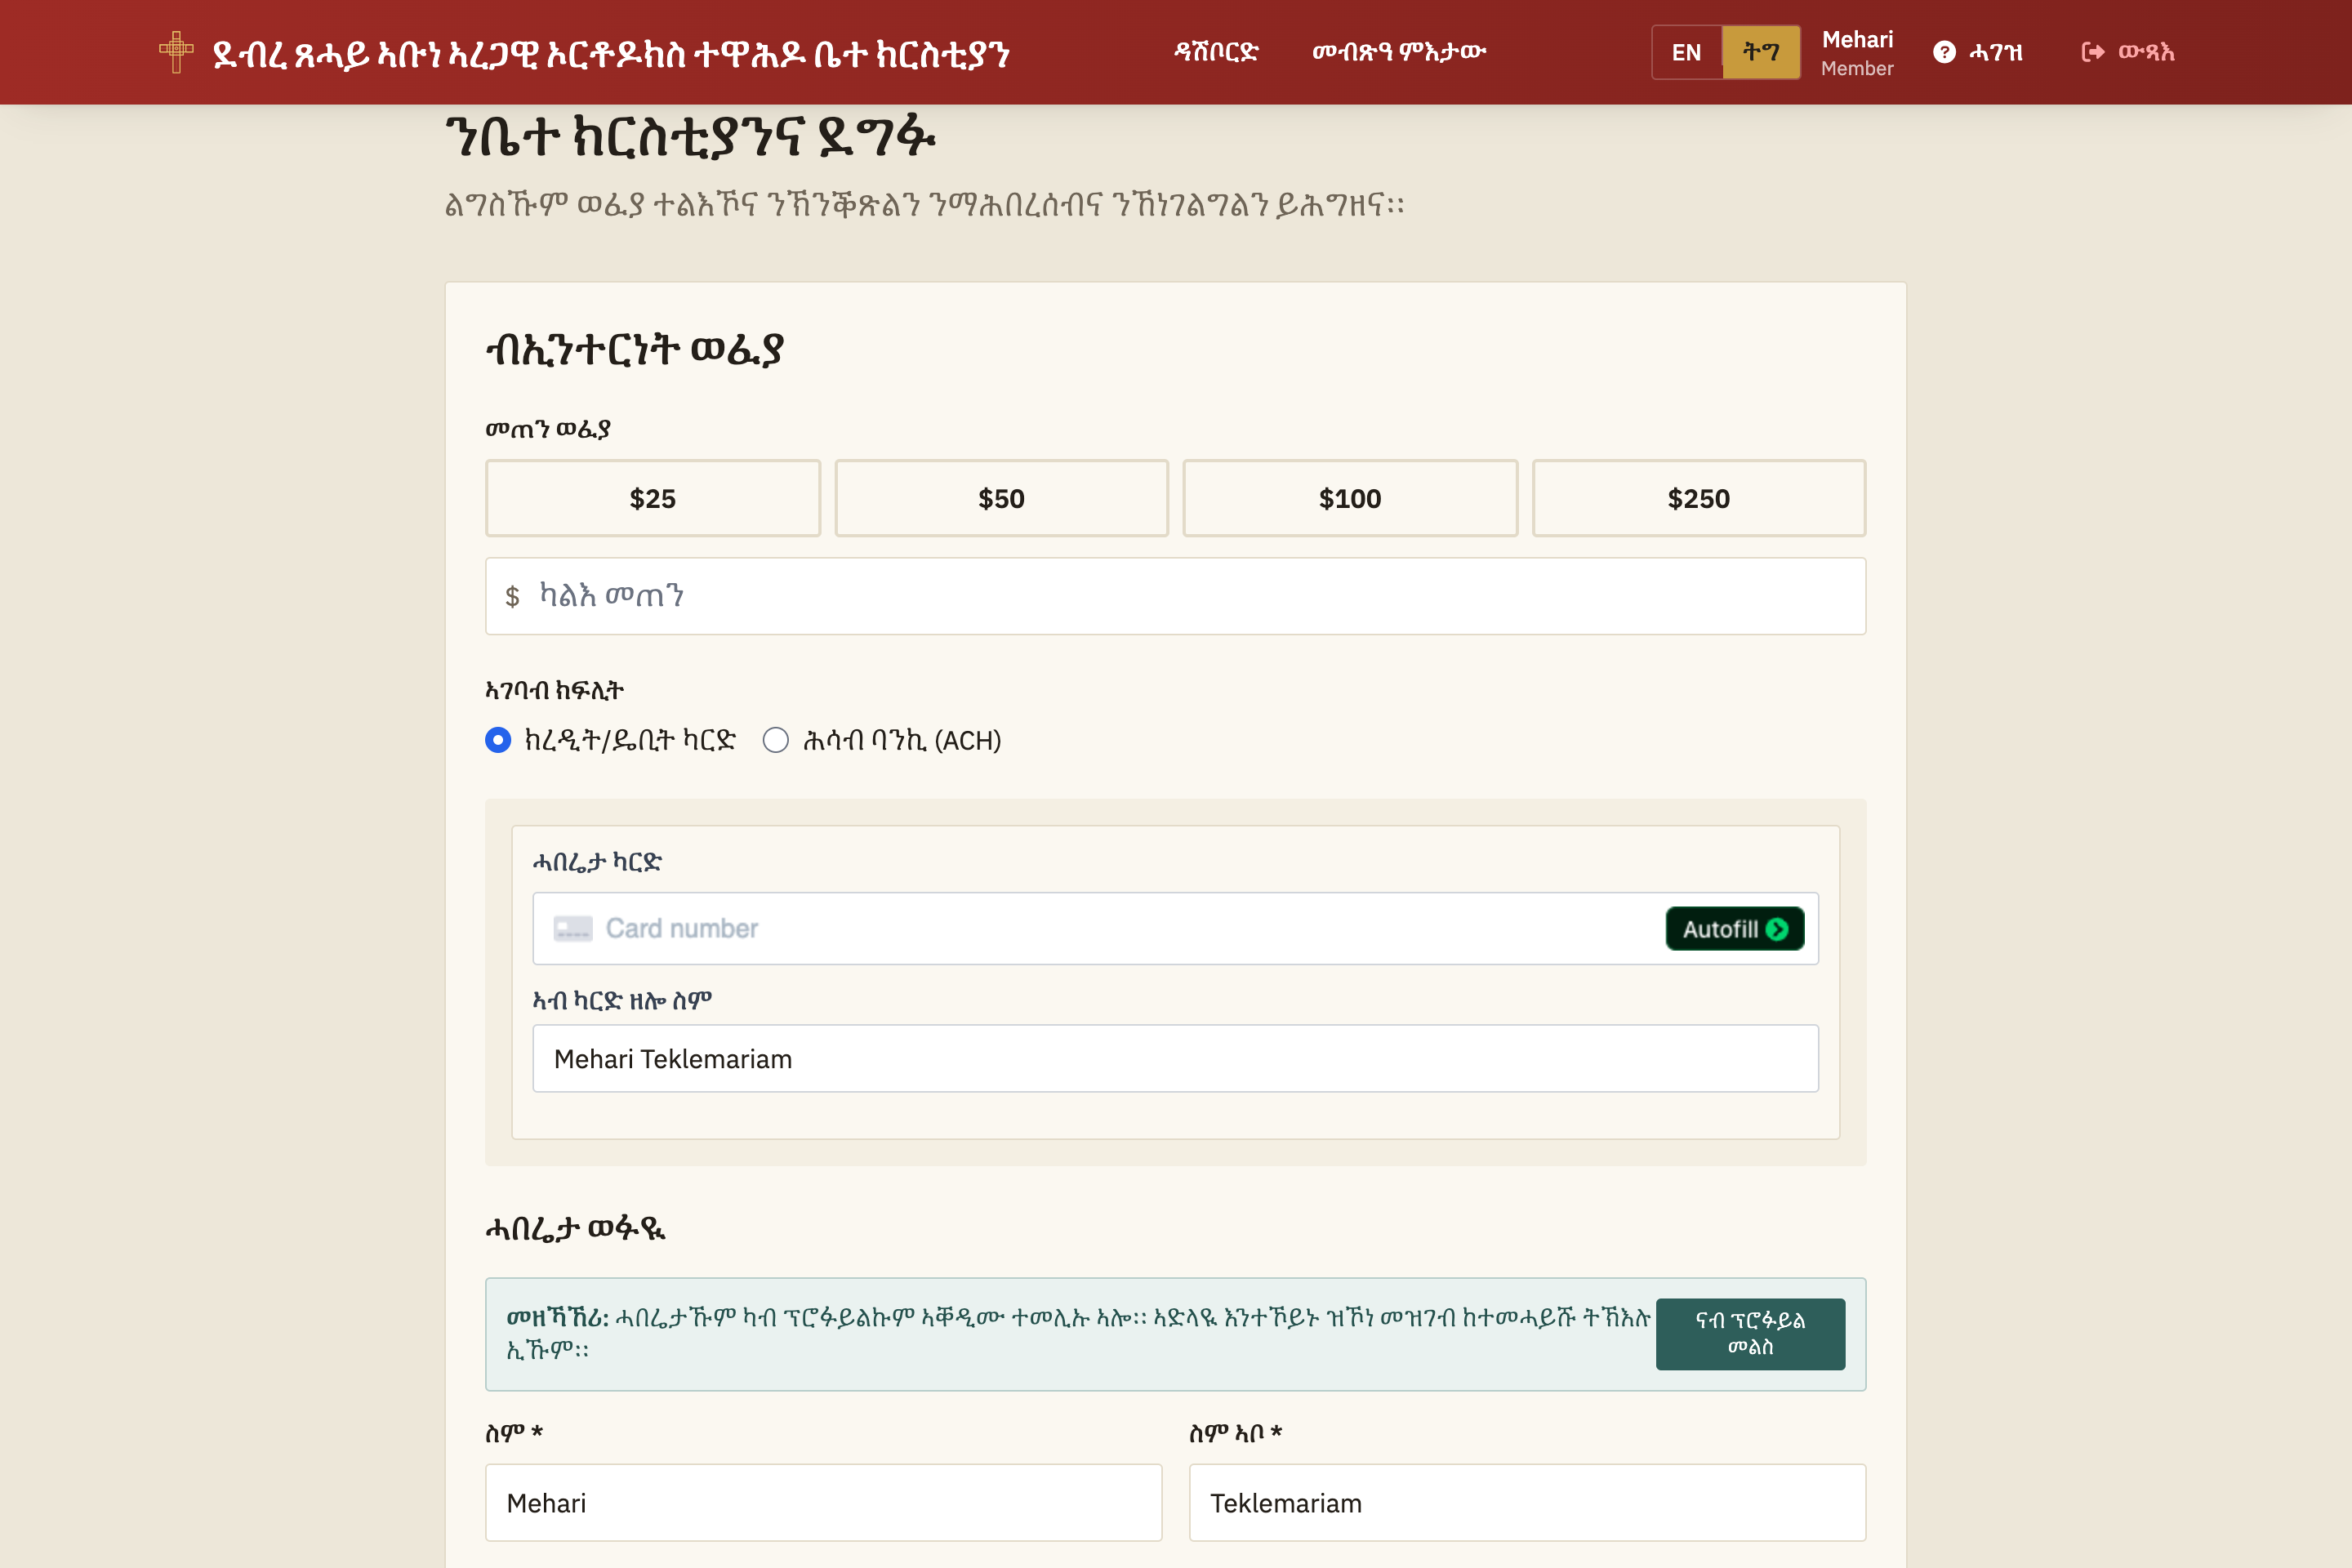 ደብረ ጸሓይ ኣቡነ ኣረጋዊ ኦርቶዶክስ ተዋሕዶ ቤተ ክርስቲያን
ዳሽቦርድ
መብጽዓ ምእታው
EN
ትግ
Mehari
Member
ሓገዝ
ውጻእ
ንቤተ ክርስቲያንና ደግፉ
ልግስኹም ወፈያ ተልእኾና ንኽንቕጽልን ንማሕበረሰብና ንኸነገልግልን ይሕግዘና።
ብኢንተርነት ወፈያ
መጠን ወፈያ
$25
$50
$100
$250
$ ካልእ መጠን
ኣገባብ ክፍሊት
ክረዲት/ዴቢት ካርድ
ሕሳብ ባንኪ (ACH)
ሓበሬታ ካርድ
Card number
Autofill
ኣብ ካርድ ዘሎ ስም
Mehari Teklemariam
ሓበሬታ ወፋዪ
መዘኻኸሪ: ሓበሬታኹም ካብ ፕሮፋይልኩም ኣቐዲሙ ተመሊኡ ኣሎ። ኣድላዪ እንተኾይኑ ዝኾነ መዝገብ ከተመሓይሹ ትኽእሉ
ኢኹም።
ናብ ፕሮፋይል
መልስ
ስም *
ስም ኣቦ *
Mehari
Teklemariam